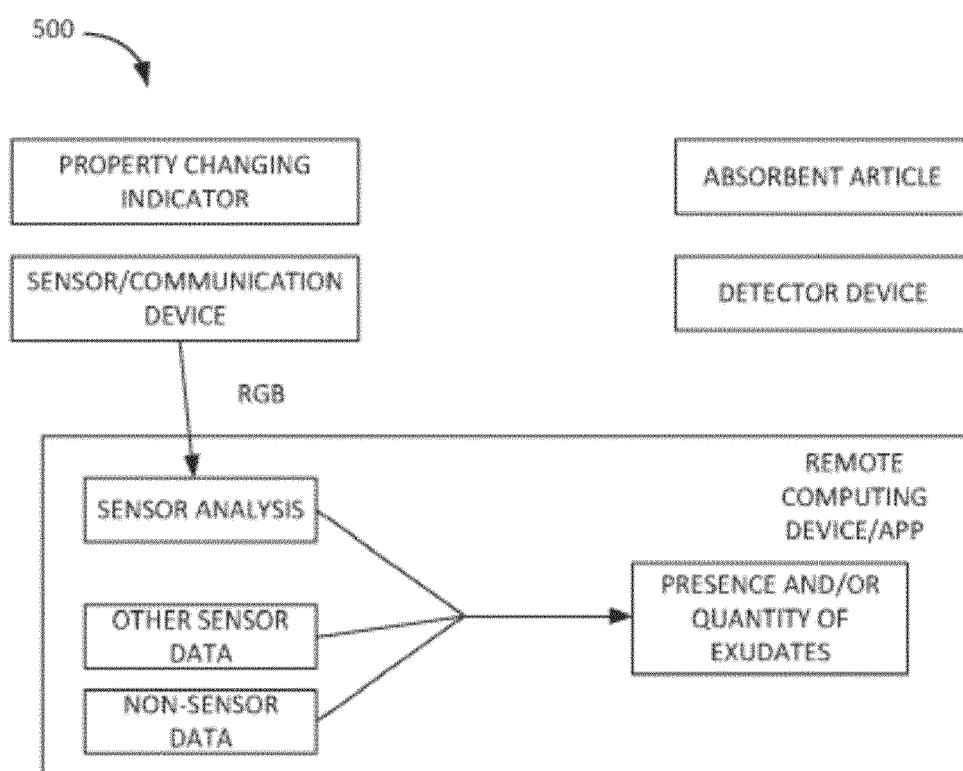 500
PROPERTY CHANGING
INDICATOR
ABSORBENT ARTICLE
SENSOR/COMMUNICATION
DEVICE
DETECTOR DEVICE
RGB
REMOTE
COMPUTING
DEVICE/APP
SENSOR ANALYSIS
OTHER SENSOR
DATA
NON-SENSOR
DATA
PRESENCE AND/OR
QUANTITY OF
EXUDATES